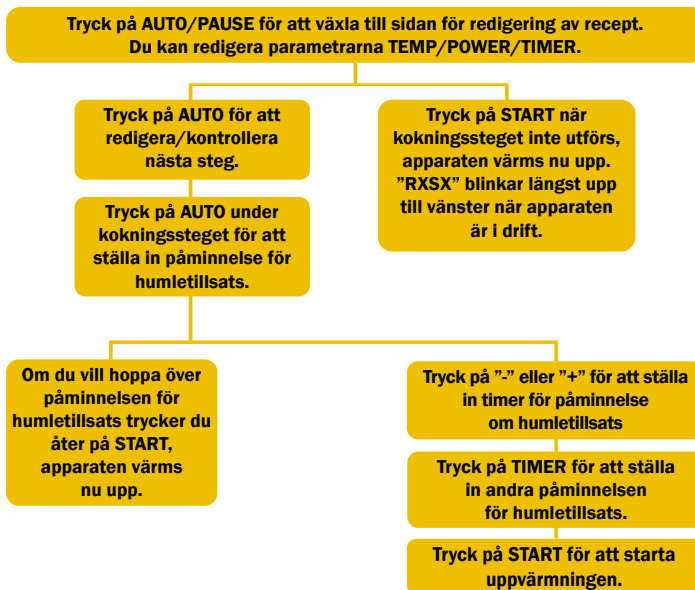 Tryck på AUTO/PAUSE för att växla till sidan för redigering av recept.
Du kan redigera parametrarna TEMP/POWER/TIMER.
Tryck på AUTO för att
redigera/kontrollera
nästa steg.
Tryck på START när
kokningssteget inte utförs,
apparaten värms nu upp.
”RXSX” blinkar längst upp
till vänster när apparaten
är i drift.
Tryck på AUTO under
kokningssteget för att
ställa in påminnelse för
humletillsats.
Om du vill hoppa över
påminnelsen för
humletillsats trycker du
åter på START,
apparaten värms
nu upp.
Tryck på ”-” eller ”+” för att ställa
in timer för påminnelse
om humletillsats
Tryck på TIMER för att ställa
in andra påminnelsen
för humletillsats.
Tryck på START för att starta
uppvärmningen.